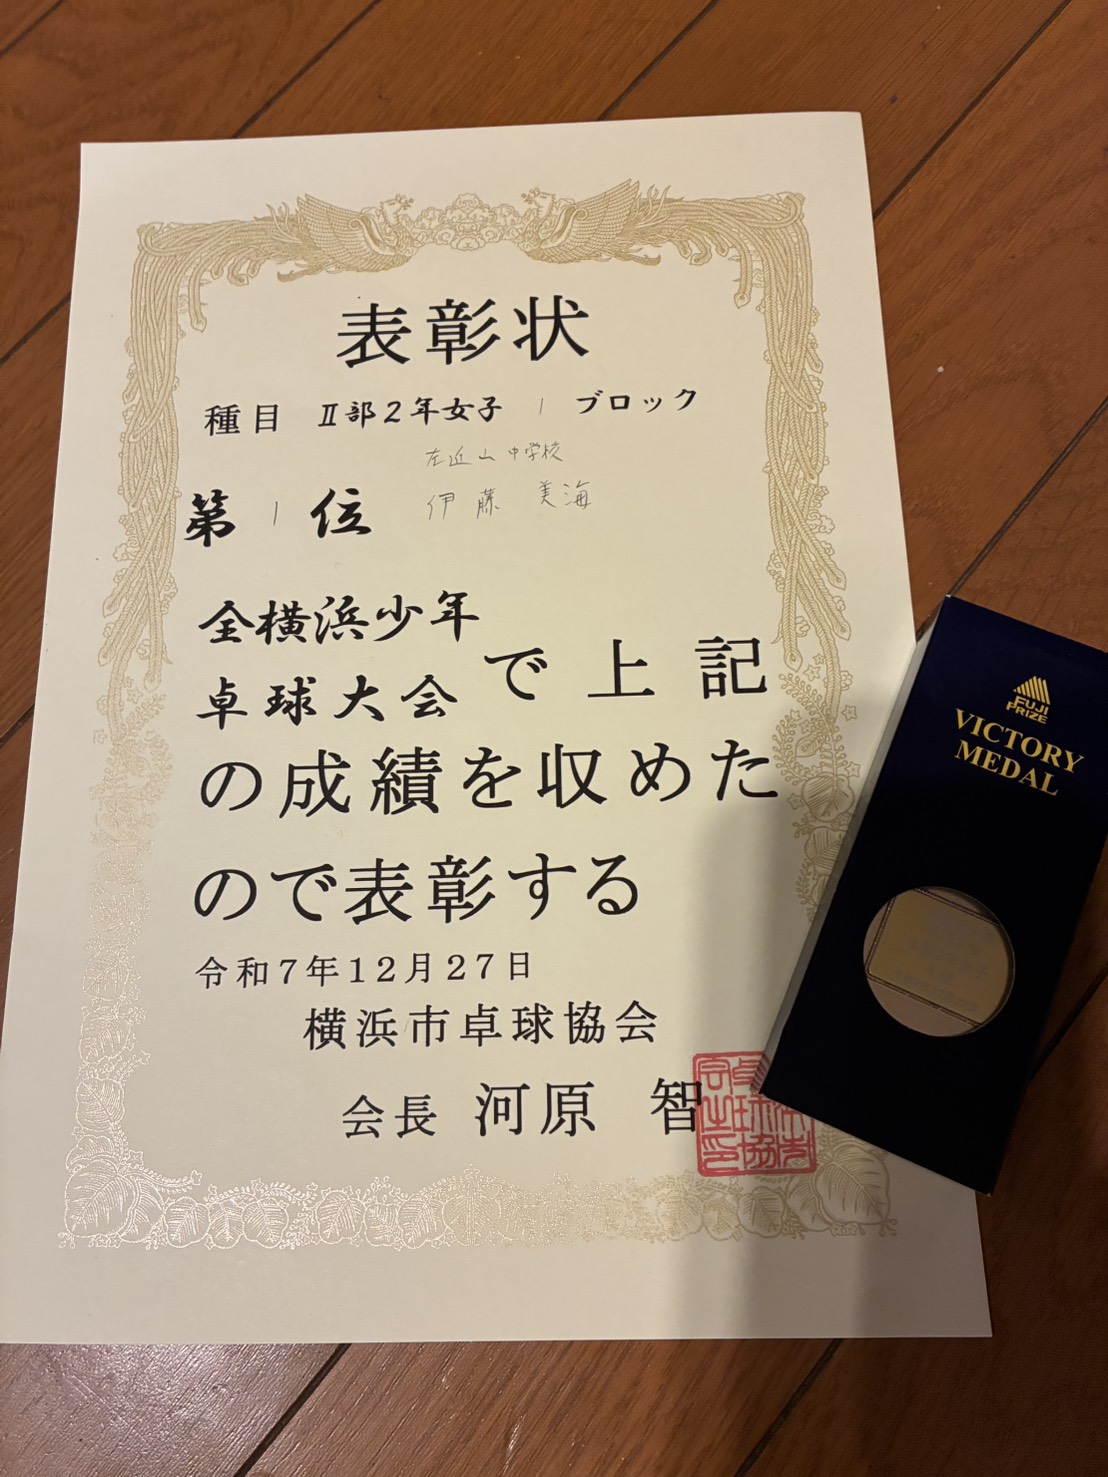 表彰状
種目 Ⅱ部2年女子 1 ブロック
左近山中学校
第 1 位 伊藤 美海
全横浜少年
卓球大会で上記
の成績を収めた
ので表彰する
令和7年12月27日
横浜市卓球協会
会長 河原 智
FUJI
PRIZE
VICTORY
MEDAL